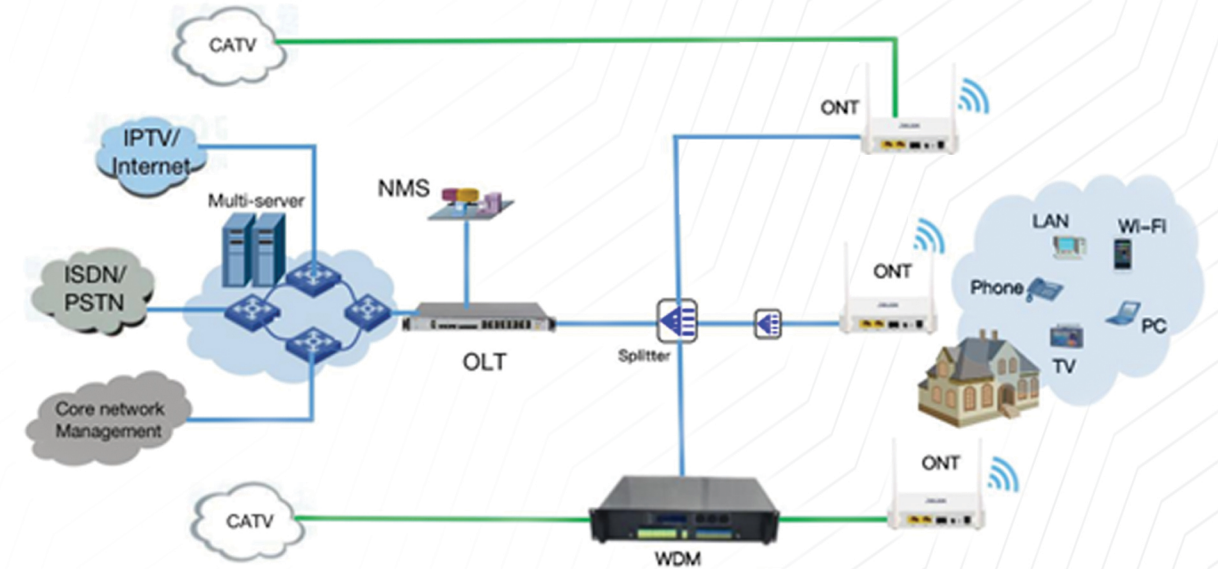 CATV
ONT
IPTV/
Internet
Multi-server
NMS
ISDN/
PSTN
OLT
Splitter
ONT
LAN
Wi-Fi
Phone
PC
TV
Core network
Management
ONT
CATV
WDM